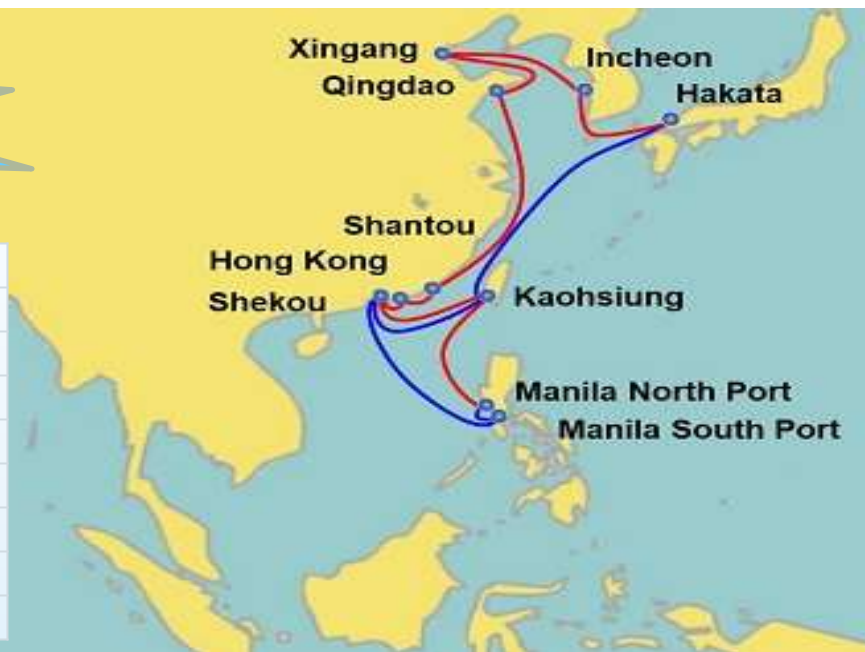 Xingang
Incheon
Qingdao
Hakata
Shantou
Hong Kong
Shekou
Kaohsiung
Manila North Port
Manila South Port